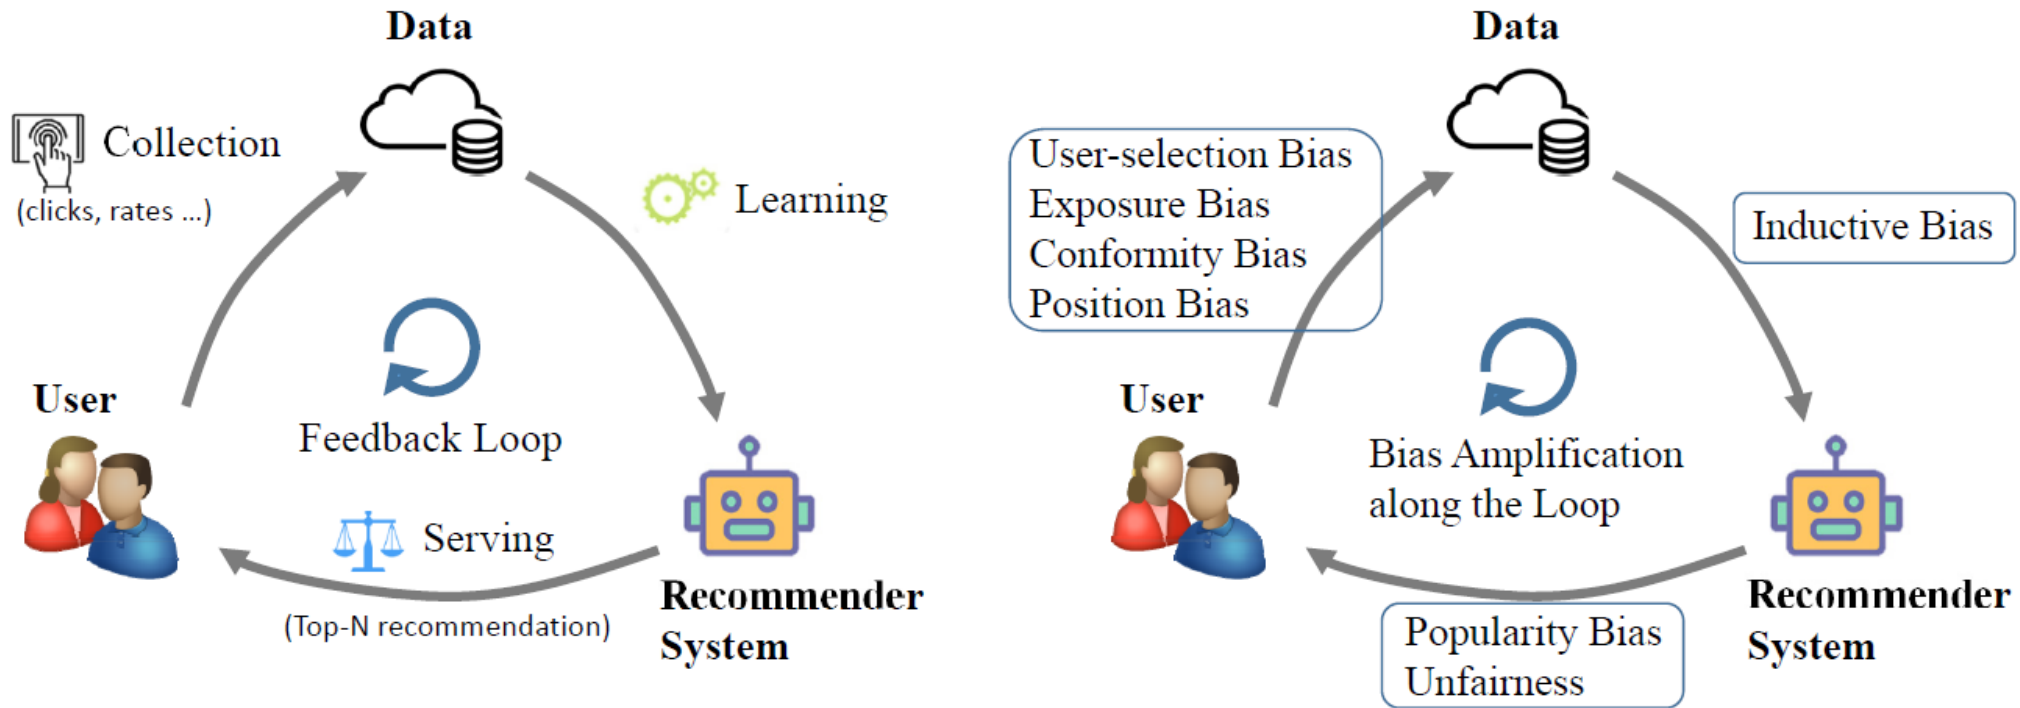 Data
Collection
(clicks, rates ...)
Learning
User
Feedback Loop
Serving
(Top-N recommendation)
Recommender
System
Data
User-selection Bias
Exposure Bias
Conformity Bias
Position Bias
Inductive Bias
User
Bias Amplification
along the Loop
Recommender
System
Popularity Bias
Unfairness